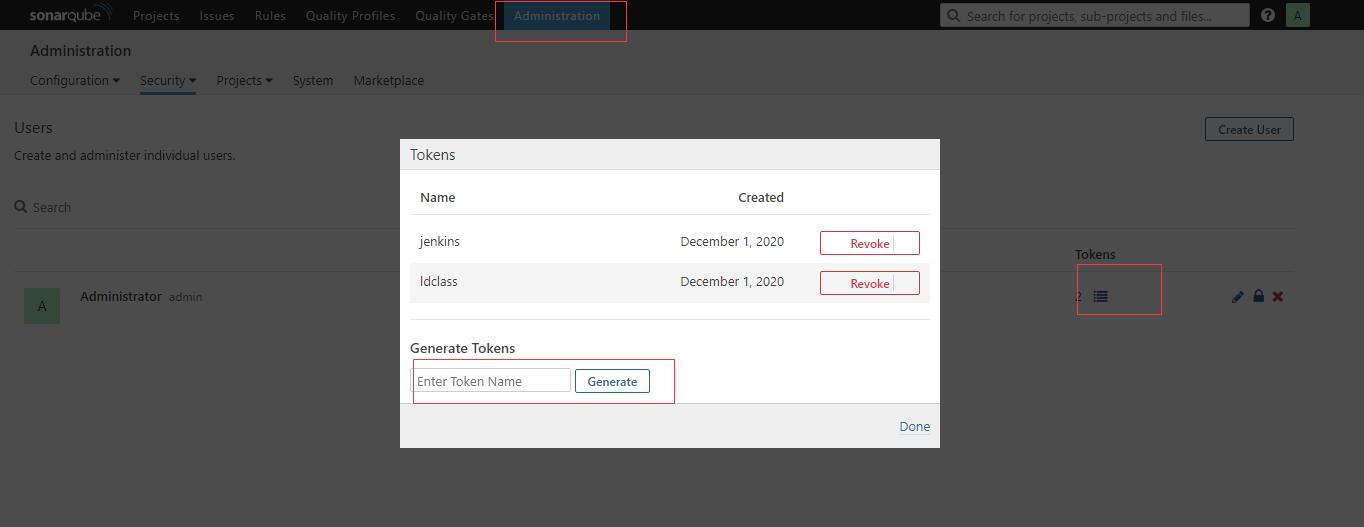 sonarqube Projects Issues Rules Quality Profiles Quality Gates Administration Search for projects, sub-projects and files... ? A
Administration
Configuration Security Projects System Marketplace
Users
Create User
Create and administer individual users.
Search
Tokens
A Administrator admin 2
Tokens
Name Created
jenkins December 1, 2020 Revoke
ldclass December 1, 2020 Revoke
Generate Tokens
Enter Token Name Generate
Done